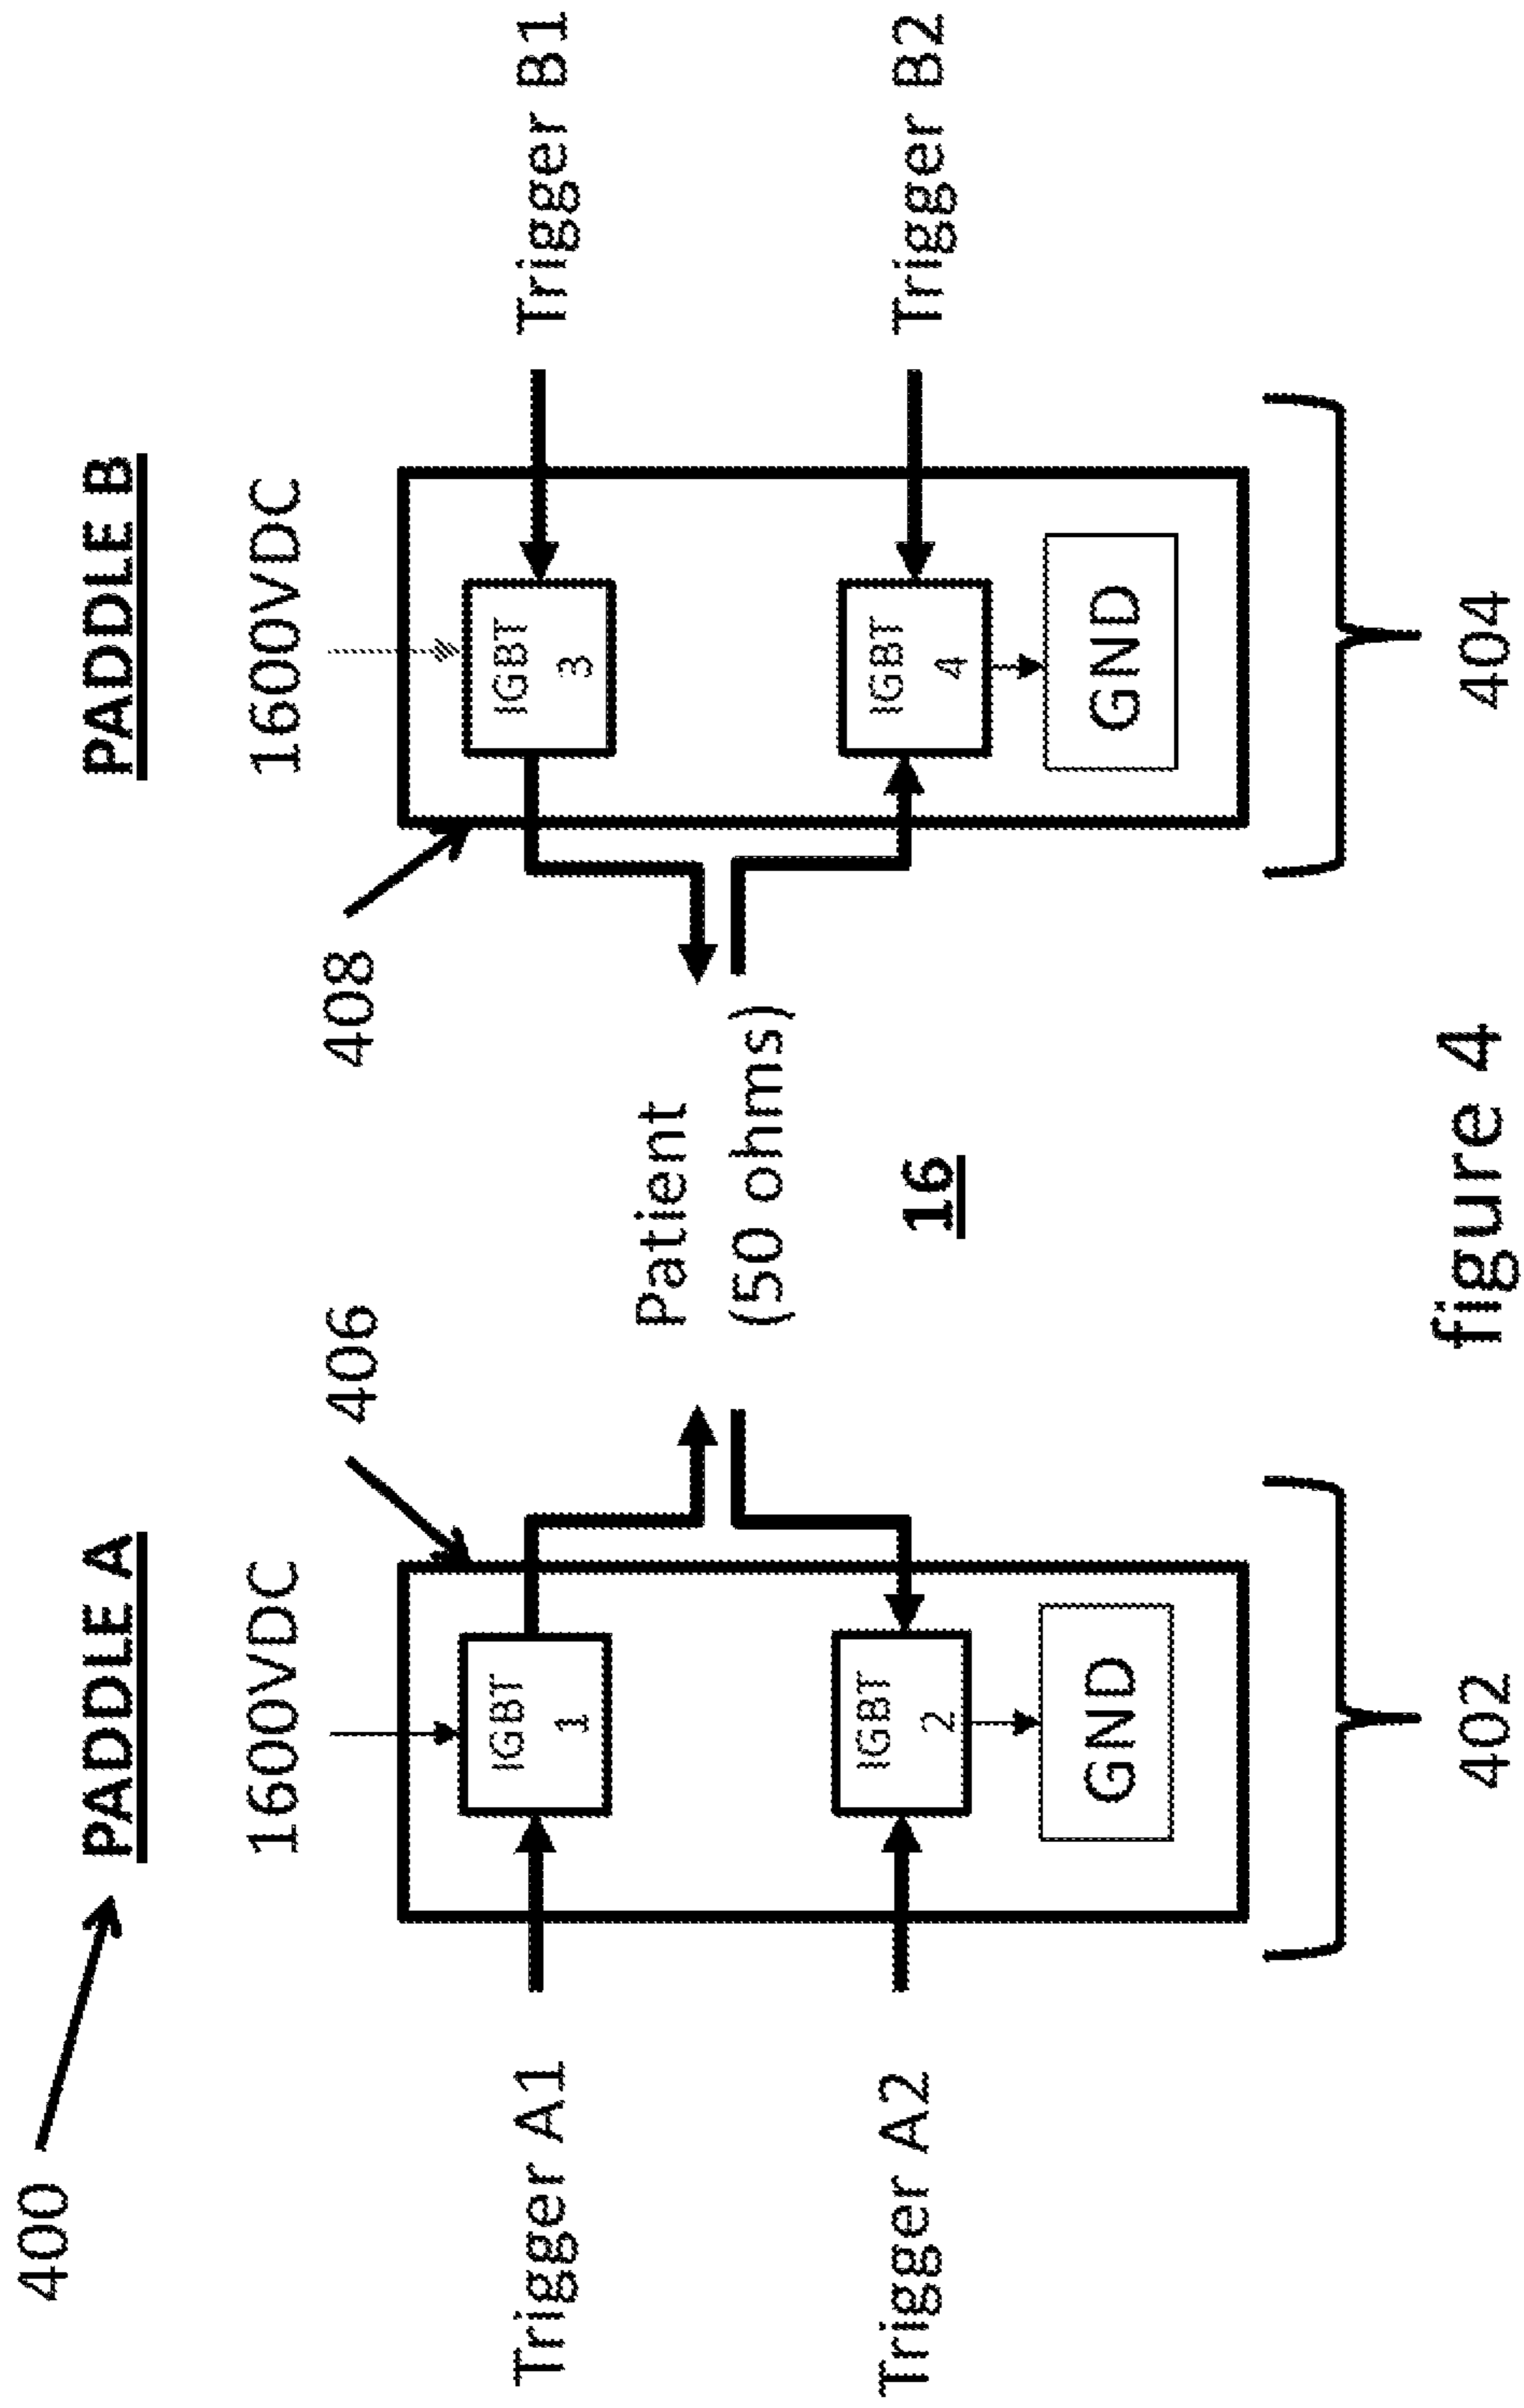 400
PADDLE A
PADDLE B
1600VDC
1600VDC
406
408
Trigger A1
IGBT
1
Patient
(50 ohms)
IGBT
3
Trigger B1
Trigger A2
IGBT
2
16
IGBT
4
Trigger B2
GND
GND
402
404
figure 4